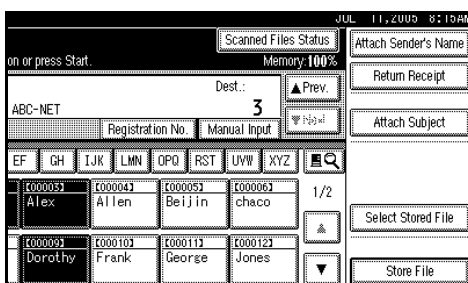 JUL 11,2005 8:15AM
Scanned Files Status
Attach Sender's Name
on or press Start.
Memory:100%
Return Receipt
Dest.:
▲Prev.
ABC-NET
3
Attach Subject
Registration No.
Manual Input
EF GH IJK LMN OPQ RST UVW XYZ
[00003] [00004] [00005] [00006]
Alex Allen Beijin chaco
1/2
Select Stored File
[00009] [00010] [00011] [00012]
Dorothy Frank George Jones
▼
Store File